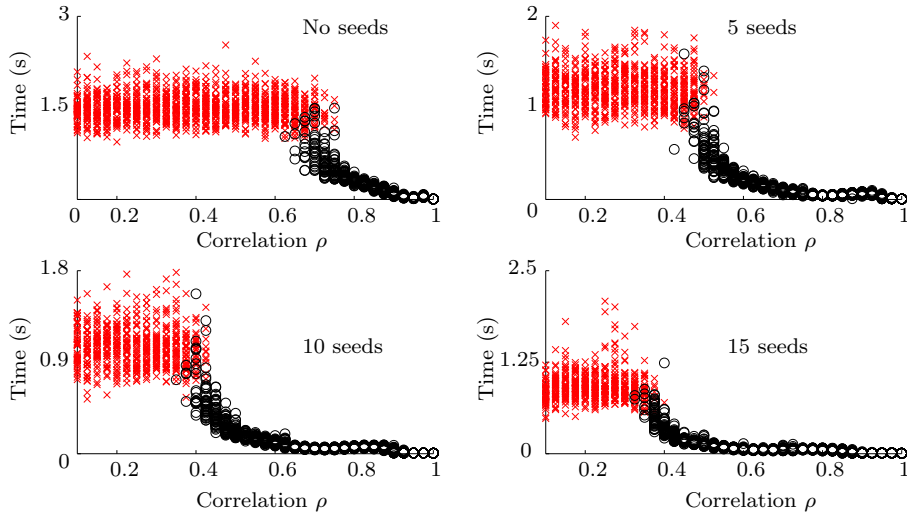 3
No seeds
Time (s)
1.5
0 0.2 0.4 0.6 0.8 1
Correlation ρ
2
5 seeds
Time (s)
1
0
0.2 0.4 0.6 0.8 1
Correlation ρ
1.8
Time (s)
0.9
10 seeds
0
0.2 0.4 0.6 0.8 1
Correlation ρ
2.5
Time (s)
1.25
15 seeds
0
0.2 0.4 0.6 0.8 1
Correlation ρ